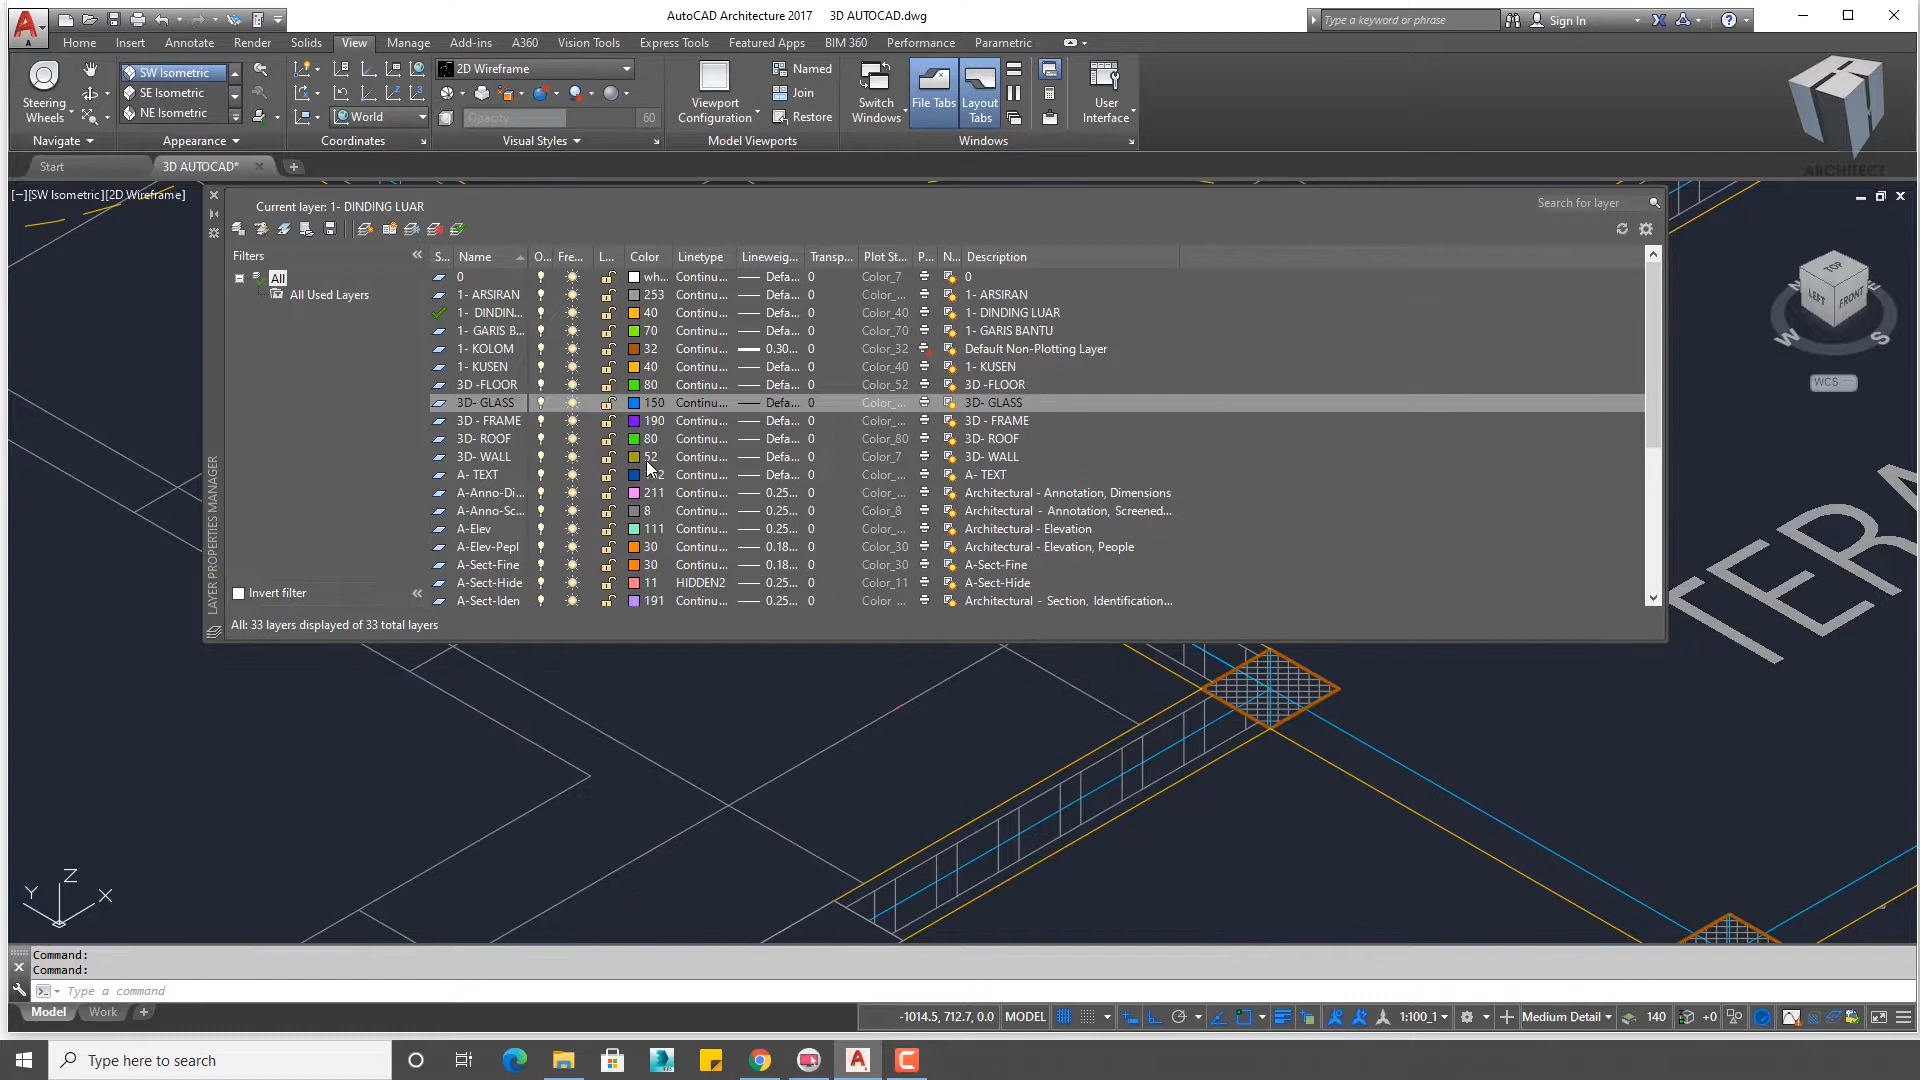 AutoCAD Architecture 2017 3D AUTOCAD.dwg
Type a keyword or phrase
Sign In
Home Insert Annotate Render Solids View Manage Add-ins A360 Vision Tools Express Tools Featured Apps BIM 360 Performance Parametric
SW Isometric
SE Isometric
NE Isometric
Steering Wheels
World
2D Wireframe
Opacity 60
Viewport Configuration
Named
Join
Restore
Switch Windows
File Tabs
Layout Tabs
User Interface
Navigate Appearance Coordinates Visual Styles Model Viewports Windows
ARCHITECT
Start 3D AUTOCAD*
[−][SW Isometric][2D Wireframe]
Current layer: 1- DINDING LUAR
Search for layer
Filters
All
All Used Layers
Invert filter
LAYER PROPERTIES MANAGER
S... Name O... Fre... L... Color Linetype Lineweig... Transp... Plot St... P... N... Description
0 wh... Continu... Defa... 0 Color_7 0
1- ARSIRAN 253 Continu... Defa... 0 Color_... 1- ARSIRAN
1- DINDIN... 40 Continu... Defa... 0 Color_40 1- DINDING LUAR
1- GARIS B... 70 Continu... Defa... 0 Color_70 1- GARIS BANTU
1- KOLOM 32 Continu... 0.30... 0 Color_32 Default Non-Plotting Layer
1- KUSEN 40 Continu... Defa... 0 Color_40 1- KUSEN
3D -FLOOR 80 Continu... Defa... 0 Color_52 3D -FLOOR
3D- GLASS 150 Continu... Defa... 0 Color_... 3D- GLASS
3D - FRAME 190 Continu... Defa... 0 Color_... 3D - FRAME
3D- ROOF 80 Continu... Defa... 0 Color_80 3D- ROOF
3D- WALL 52 Continu... Defa... 0 Color_7 3D- WALL
A- TEXT Continu... Defa... 0 Color_... A- TEXT
A-Anno-Di... 211 Continu... 0.25... 0 Color_... Architectural - Annotation, Dimensions
A-Anno-Sc... 8 Continu... 0.25... 0 Color_8 Architectural - Annotation, Screened...
A-Elev 111 Continu... 0.25... 0 Color_... Architectural - Elevation
A-Elev-Pepl 30 Continu... 0.18... 0 Color_30 Architectural - Elevation, People
A-Sect-Fine 30 Continu... 0.18... 0 Color_30 A-Sect-Fine
A-Sect-Hide 11 HIDDEN2 0.25... 0 Color_11 A-Sect-Hide
A-Sect-Iden 191 Continu... 0.25... 0 Color ... Architectural - Section, Identification...
All: 33 layers displayed of 33 total layers
TOP
LEFT FRONT
W S
WCS
TERA
Z
Y X
Command:
Command:
Type a command
Model Work
-1014.5, 712.7, 0.0 MODEL 1:100_1 Medium Detail 140 +0
Type here to search